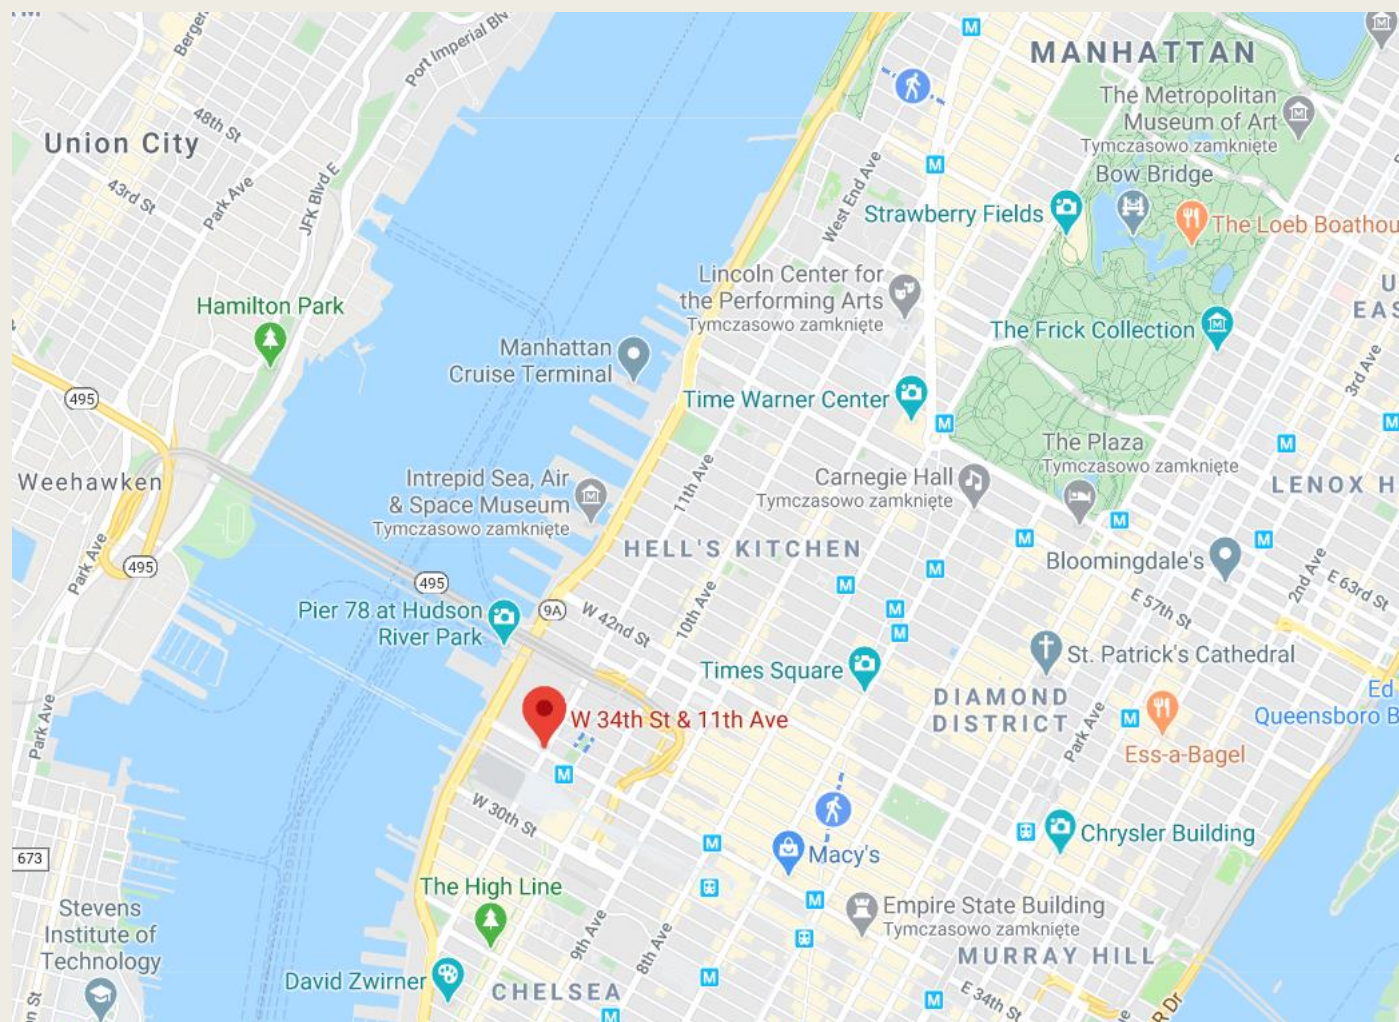 MANHATTAN
Port Imperial
The Metropolitan
Museum of Art
Tymczasowo zamknięte
48th St
Union City
Park Ave
JFK Blvd E
43rd St
West End Ave
Bow Bridge
Strawberry Fields
The Loeb Boathou
Lincoln Center for
the Performing Arts
Tymczasowo zamknięte
Hamilton Park
EAS
The Frick Collection
Manhattan
Cruise Terminal
3rd Ave
495
Time Warner Center
The Plaza
Tymczasowo zamknięte
Weehawken
Intrepid Sea, Air
& Space Museum
Tymczasowo zamknięte
11th Ave
Carnegie Hall
Tymczasowo zamknięte
LENOX H
HELL'S KITCHEN
Park Ave
495
495
9A
Bloomingdale's
2nd Ave
E 63rd St
E 57th St
Pier 78 at Hudson
River Park
W 42nd St
10th Ave
Times Square
St. Patrick's Cathedral
DIAMOND
DISTRICT
Ed
Queensboro B
Park Ave
Park Ave
W 34th St & 11th Ave
Ess-a-Bagel
W 30th St
Macy's
Chrysler Building
673
The High Line
Stevens
Institute of
Technology
9th Ave
8th Ave
Empire State Building
Tymczasowo zamknięte
MURRAY HILL
David Zwirner
CHELSEA
E 34th St
R Dr